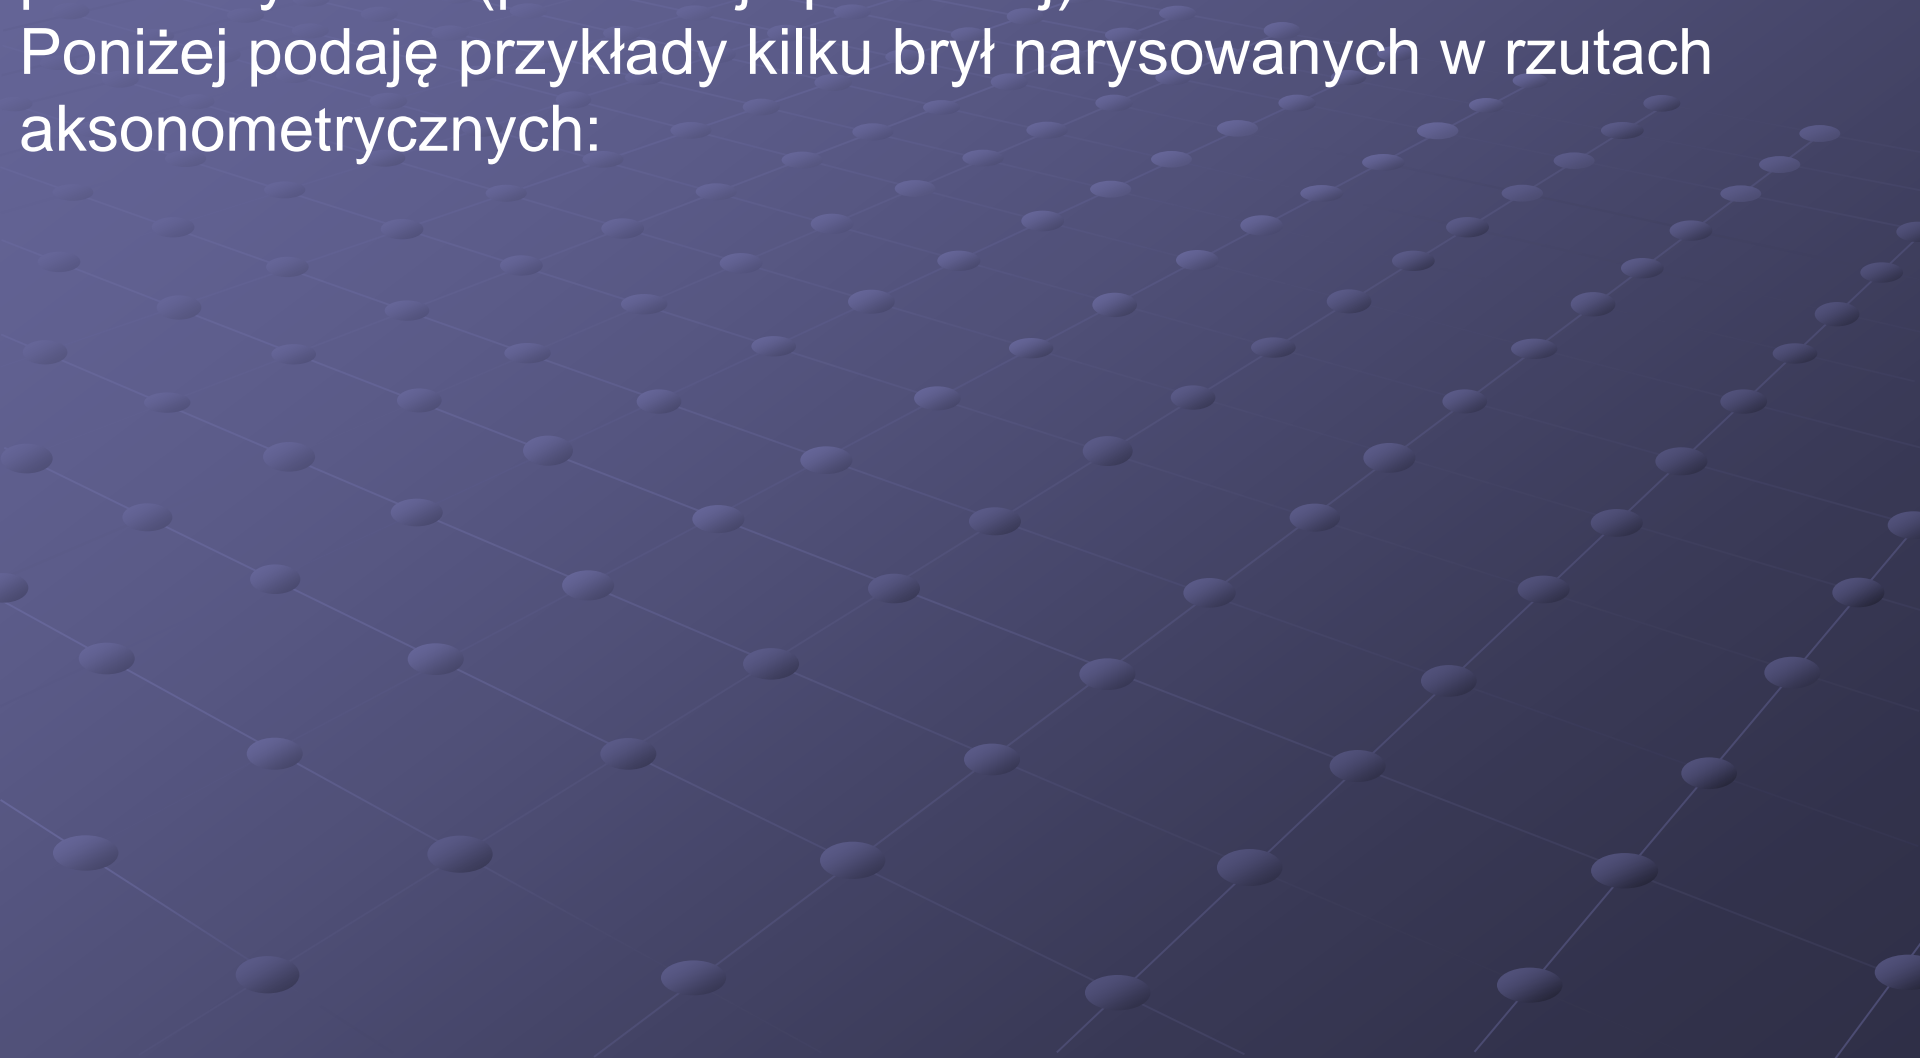 Poniżej podaję przykłady kilku brył narysowanych w rzutach
aksonometrycznych: